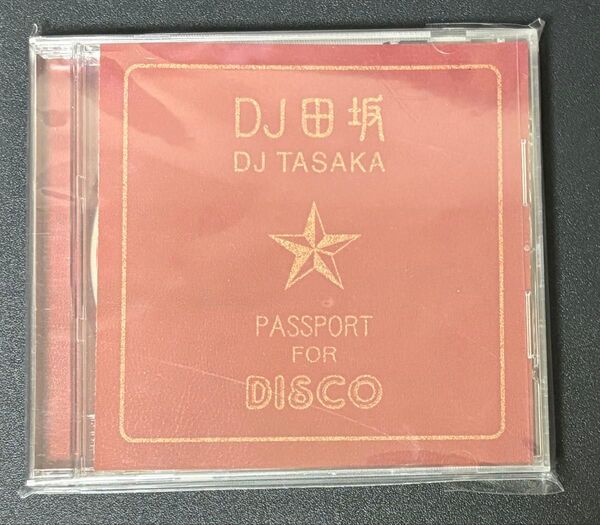 DJ田坂
DJ TASAKA
PASSPORT
FOR
DISCO